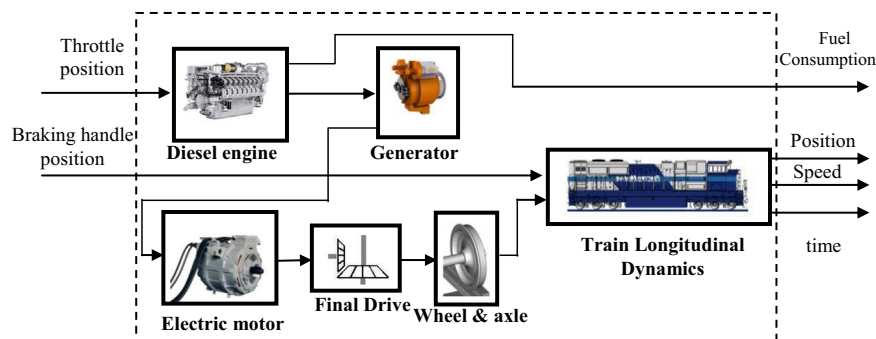 Throttle
position
Fuel
Consumption
Diesel engine
Generator
Braking handle
position
Position
Speed
time
Train Longitudinal
Dynamics
Electric motor
Final Drive
Wheel & axle